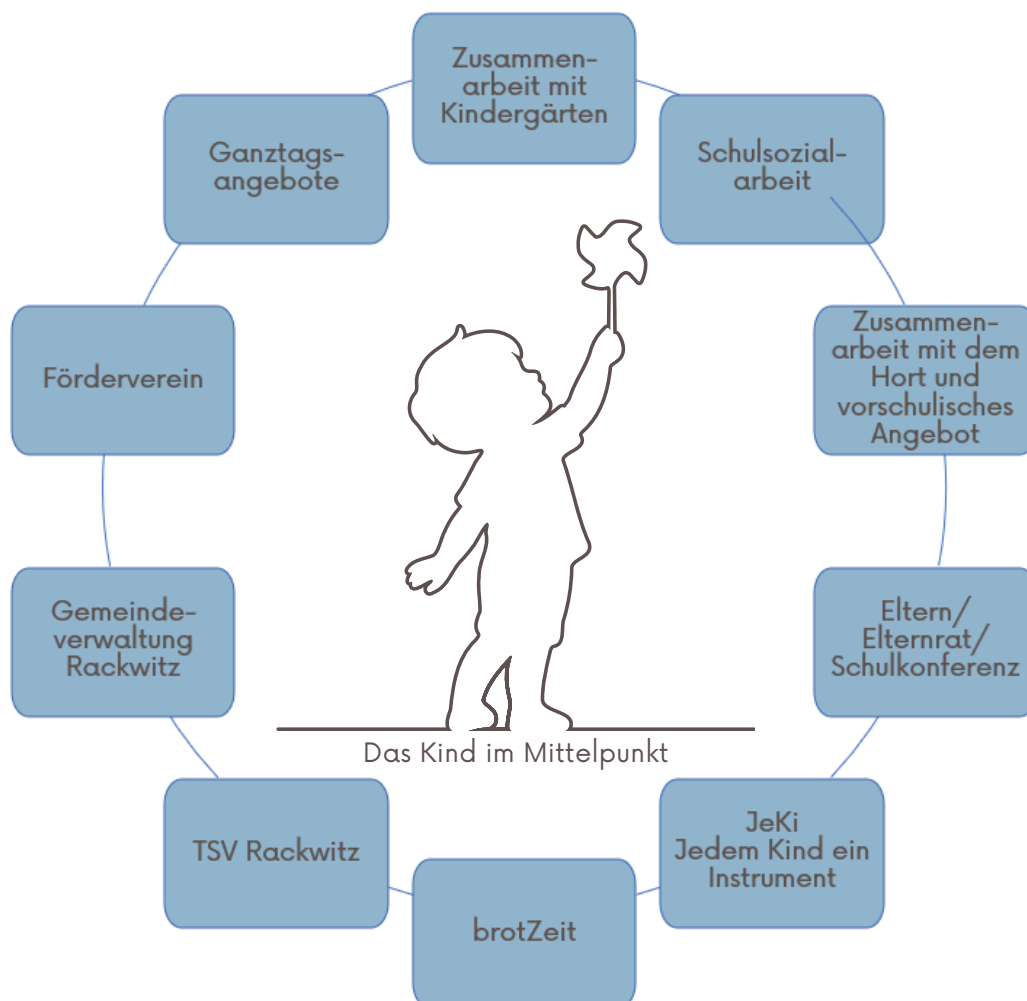 Zusammen-
arbeit mit
Kindergärten
Schulsozial-
arbeit
Zusammen-
arbeit mit dem
Hort und
vorschulisches
Angebot
Eltern/
Elternrat/
Schulkonferenz
JeKi
Jedem Kind ein
Instrument
brotZeit
TSV Rackwitz
Gemeinde-
verwaltung
Rackwitz
Förderverein
Ganztags-
angebote
Das Kind im Mittelpunkt